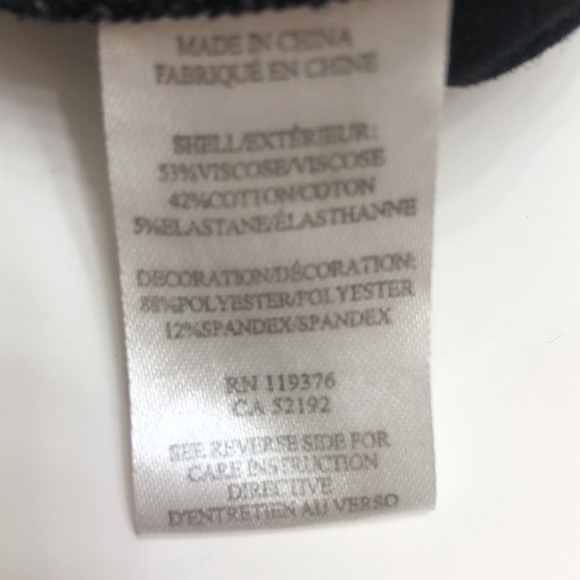 MADE IN CHINA
FABRIQUÉ EN CHINE
SHELL/EXTÉRIEUR:
53%VISCOSE/VISCOSE
42%COTTON/COTON
5%ELASTANE/ÉLASTHANNE
DECORATION/DÉCORATION:
88%POLYESTER/POLYESTER
12%SPANDEX/SPANDEX
RN 119376
CA 52192
SEE REVERSE SIDE FOR
CARE INSTRUCTION
DIRECTIVE
D'ENTRETIEN AU VERSO